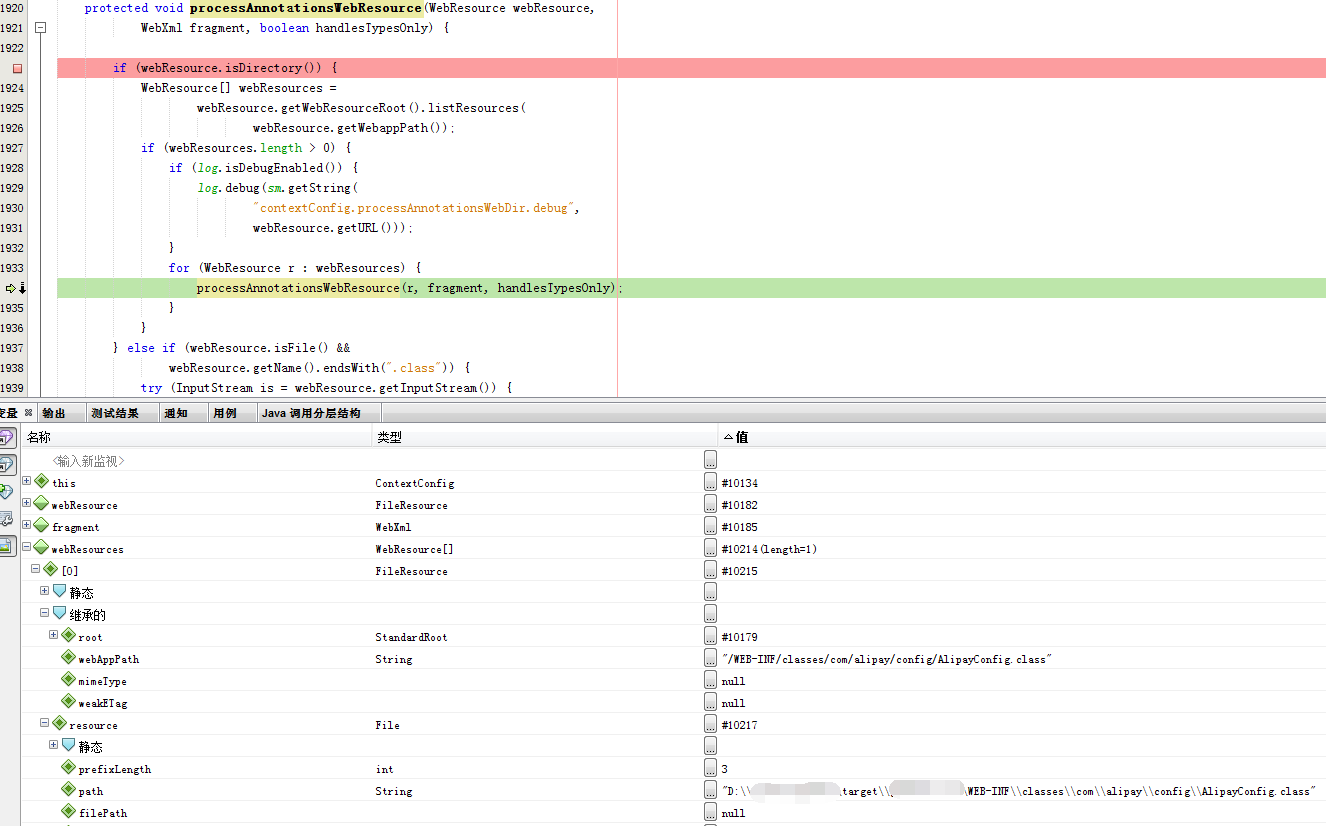 1920 protected void processAnnotationsWebResource(WebResource webResource,
1921 WebXml fragment, boolean handlesTypesOnly) {
1922
if (webResource.isDirectory()) {
1924 WebResource[] webResources =
1925 webResource.getWebResourceRoot().listResources(
1926 webResource.getWebappPath());
1927 if (webResources.length > 0) {
1928 if (log.isDebugEnabled()) {
1929 log.debug(sm.getString(
1930 "contextConfig.processAnnotationsWebDir.debug",
1931 webResource.getURL()));
1932 }
1933 for (WebResource r : webResources) {
processAnnotationsWebResource(r, fragment, handlesTypesOnly);
1935 }
1936 }
1937 } else if (webResource.isFile() &&
1938 webResource.getName().endsWith(".class")) {
1939 try (InputStream is = webResource.getInputStream()) {
变量 输出 测试结果 通知 用例 Java 调用分层结构
名称 类型 值
<输入新监视>
this ContextConfig #10134
webResource FileResource #10182
fragment WebXml #10185
webResources WebResource[] #10214(length=1)
[0] FileResource #10215
静态
继承的
root StandardRoot #10179
webAppPath String "/WEB-INF/classes/com/alipay/config/AlipayConfig.class"
mimeType null
weakETag null
resource File #10217
静态
prefixLength int 3
path String "D:\\ \target\\ \WEB-INF\\classes\\com\\alipay\\config\\AlipayConfig.class"
filePath null